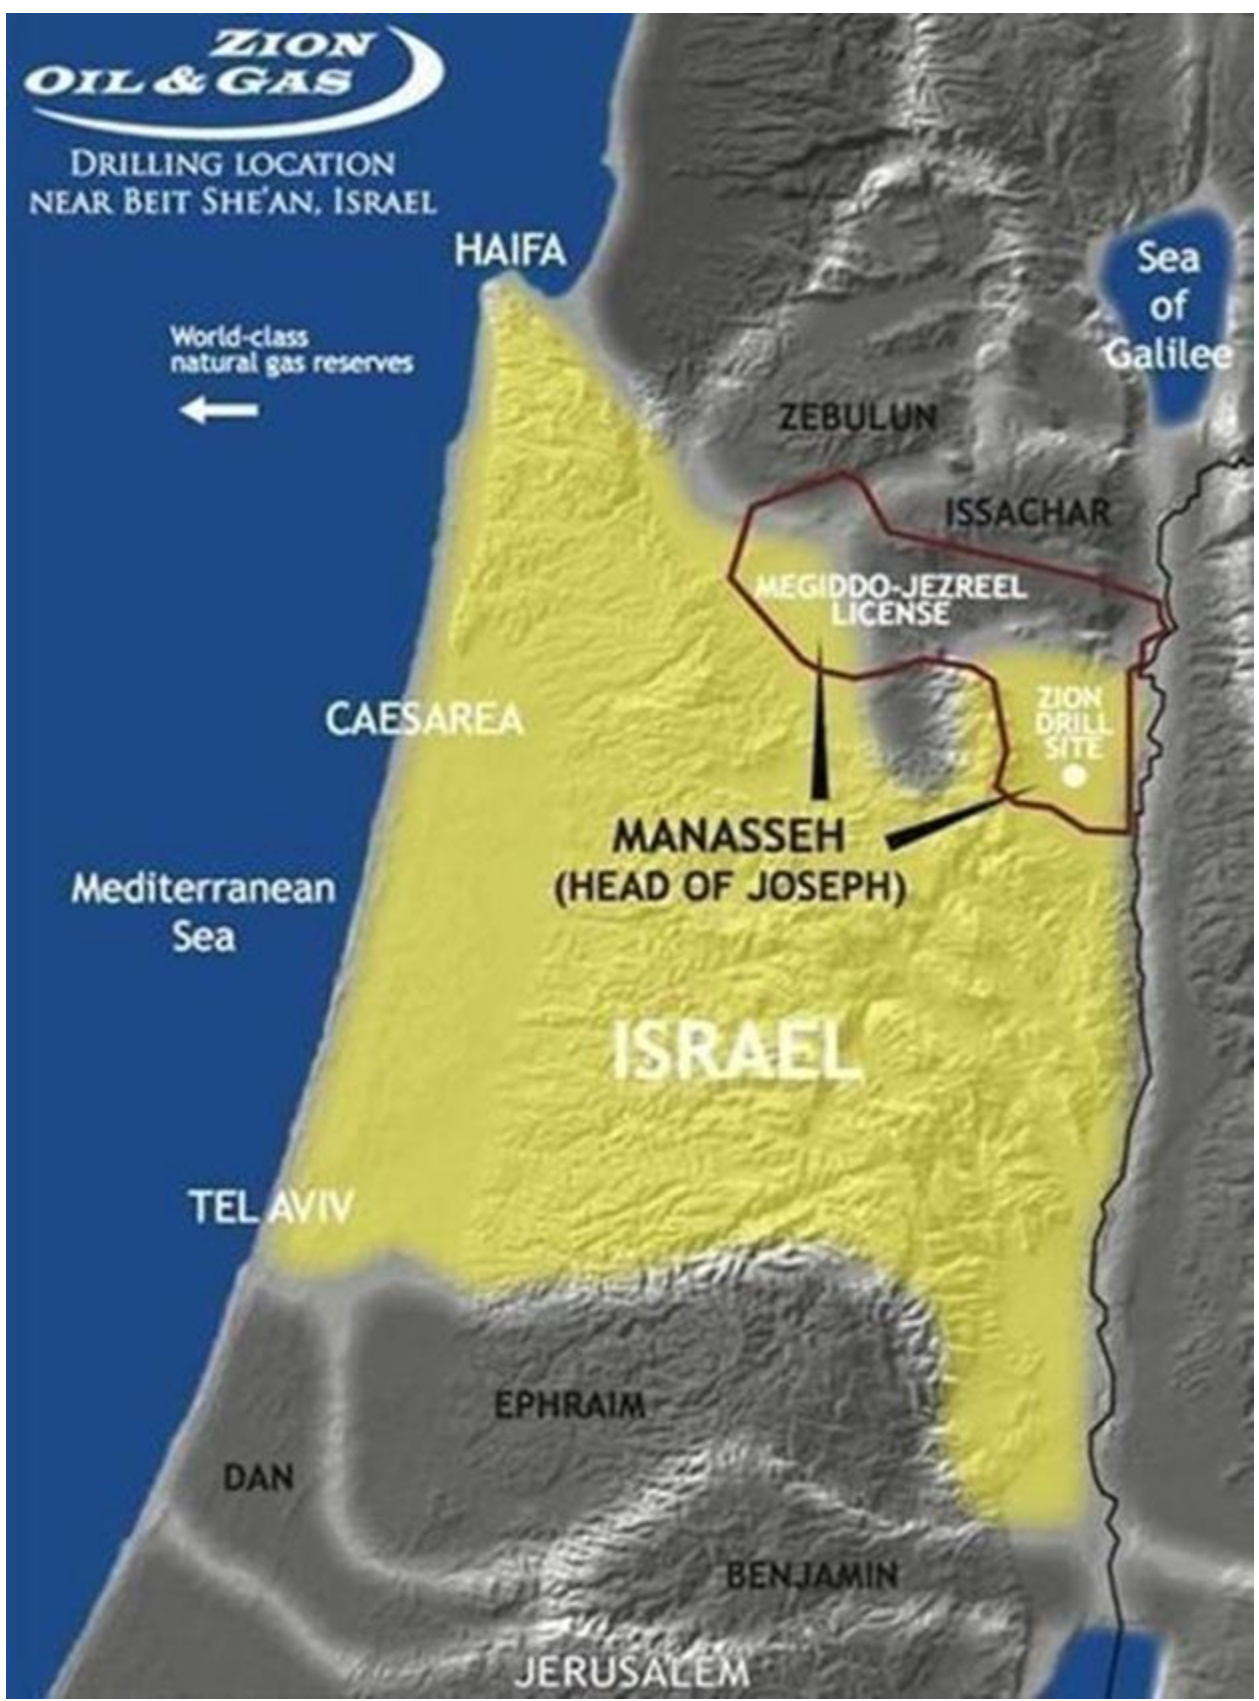 ZION
OIL & GAS
DRILLING LOCATION
NEAR BEIT SHE'AN, ISRAEL
HAIFA
Sea
of
Galilee
World-class
natural gas reserves
ZEBULUN
ISSACHAR
MEGIDDO-JEZREEL
LICENSE
ZION
DRILL
SITE
CAESAREA
MANASSEH
(HEAD OF JOSEPH)
Mediterranean
Sea
ISRAEL
TEL AVIV
EPHRAIM
DAN
BENJAMIN
JERUSALEM